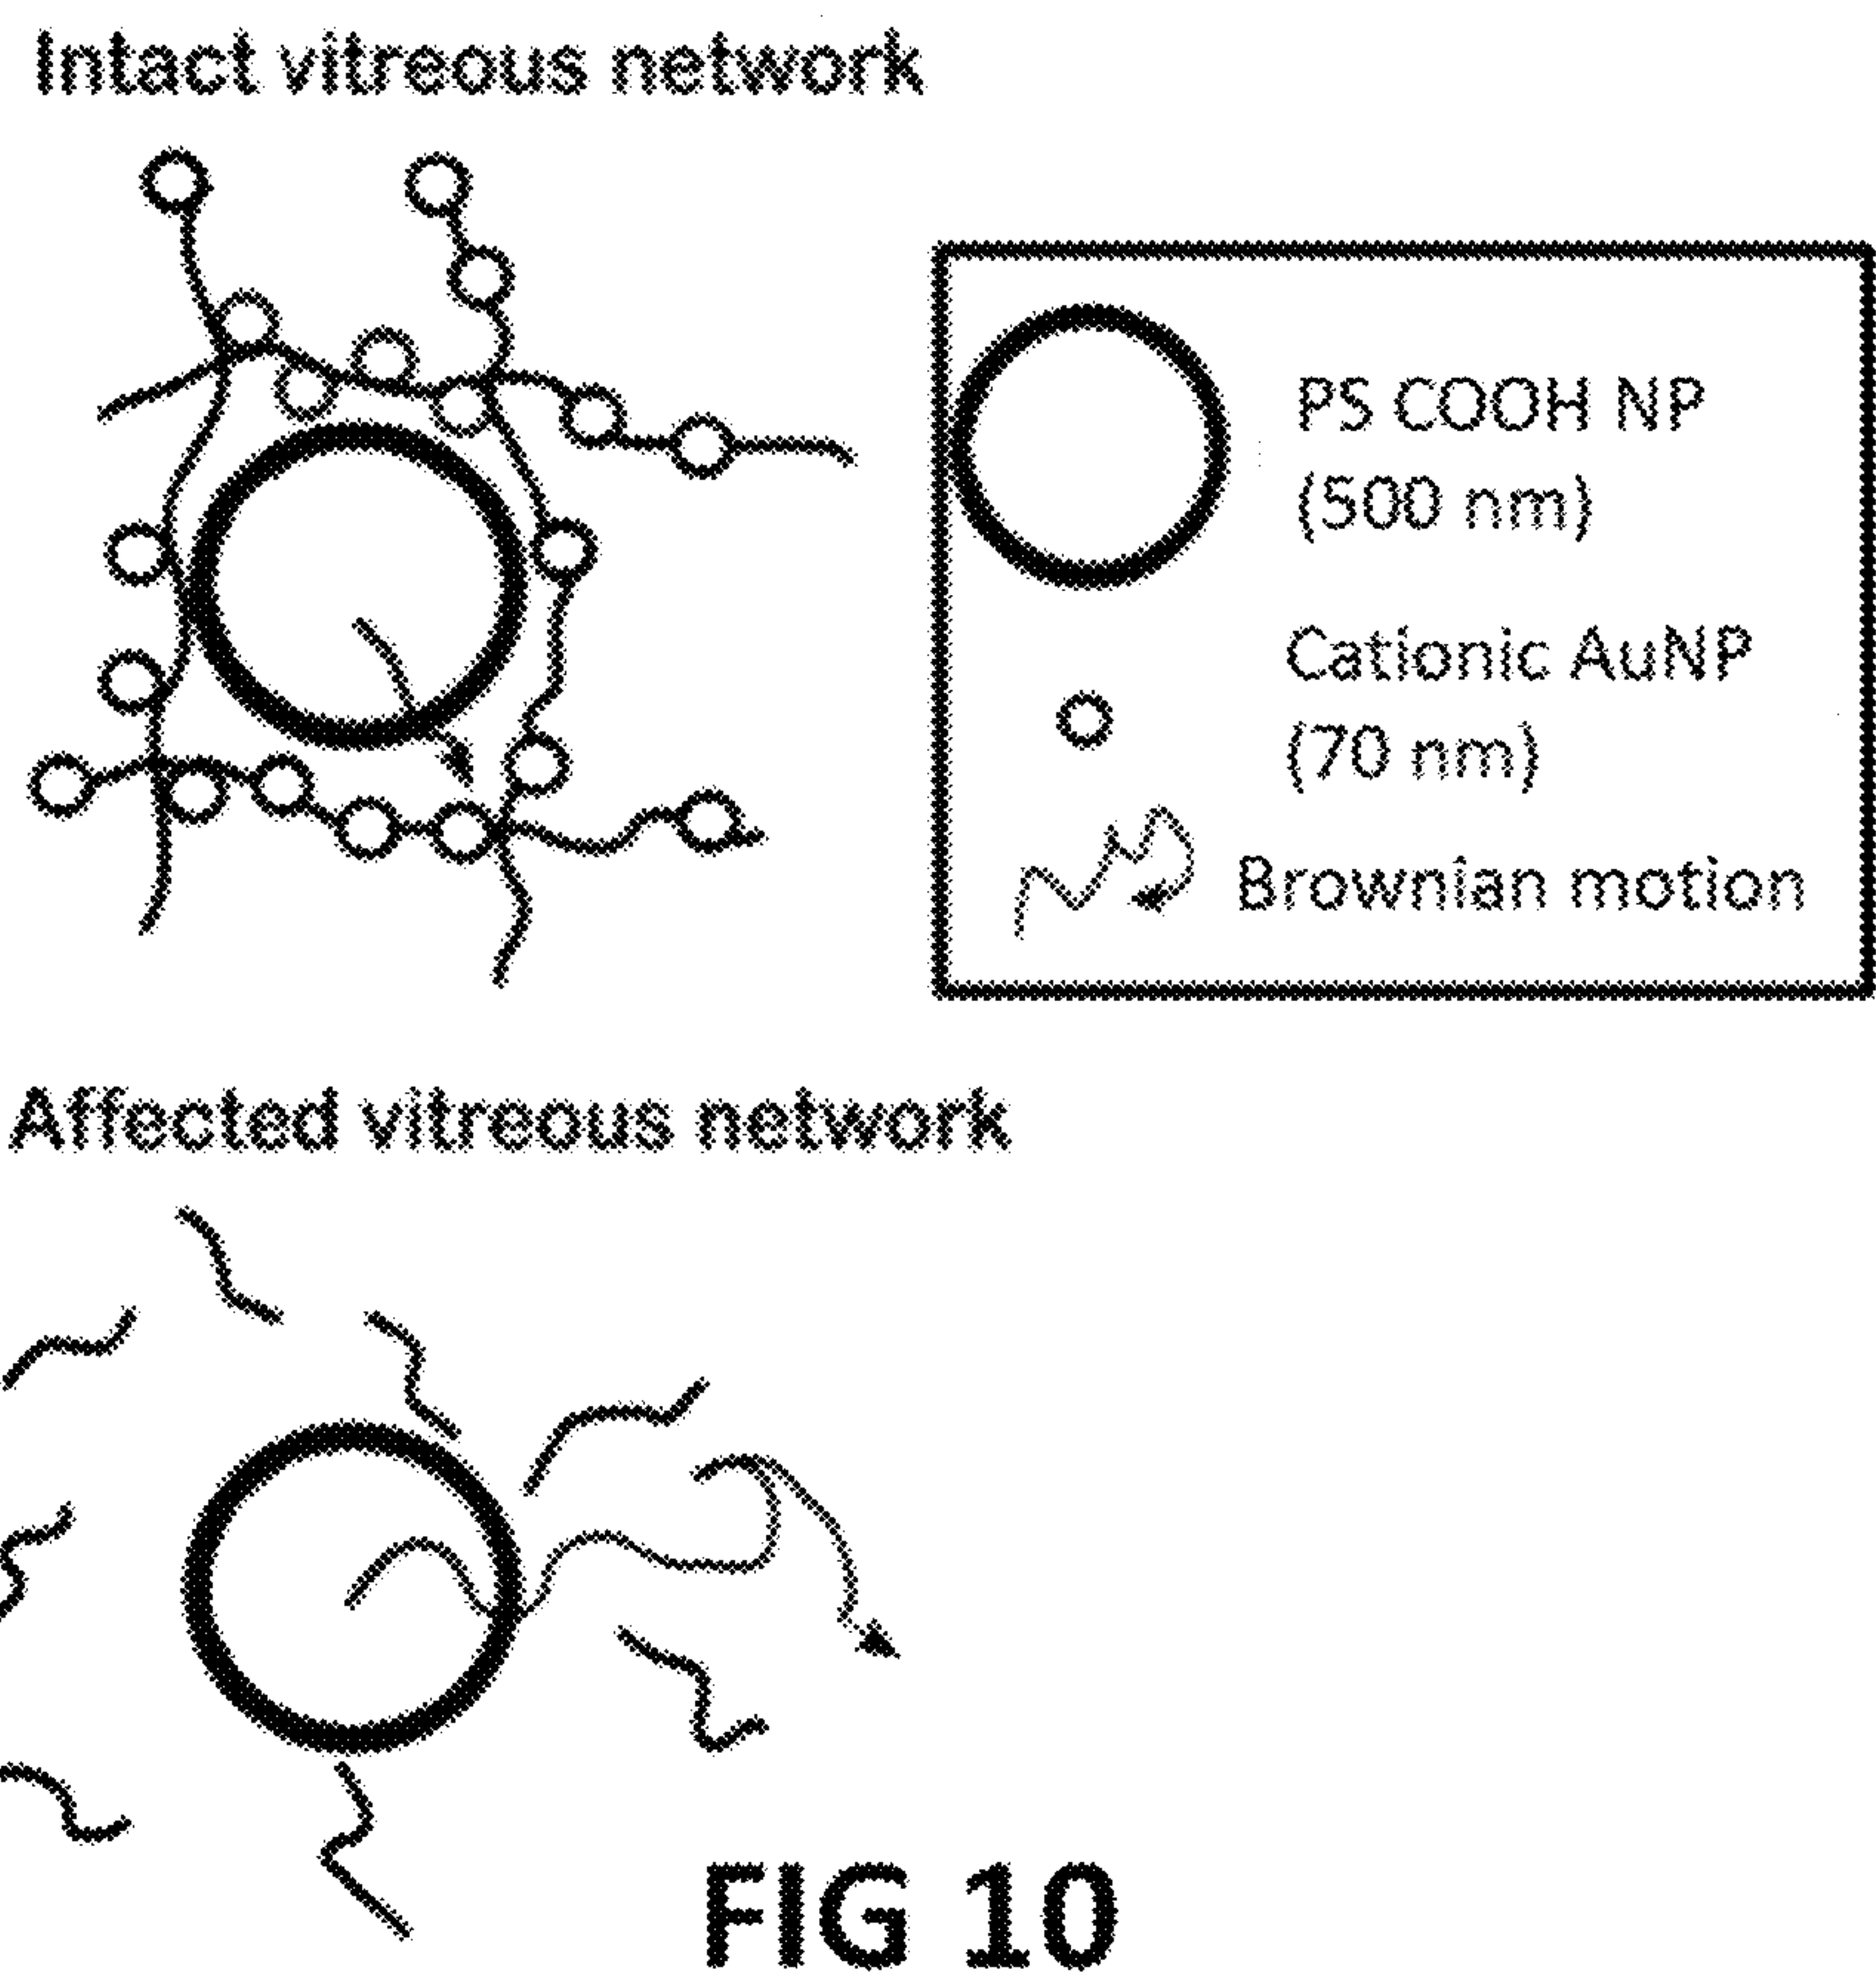 Intact vitreous network
PS COOH NP
(500 nm)
Cationic AuNP
(70 nm)
Brownian motion
Affected vitreous network
FIG 10